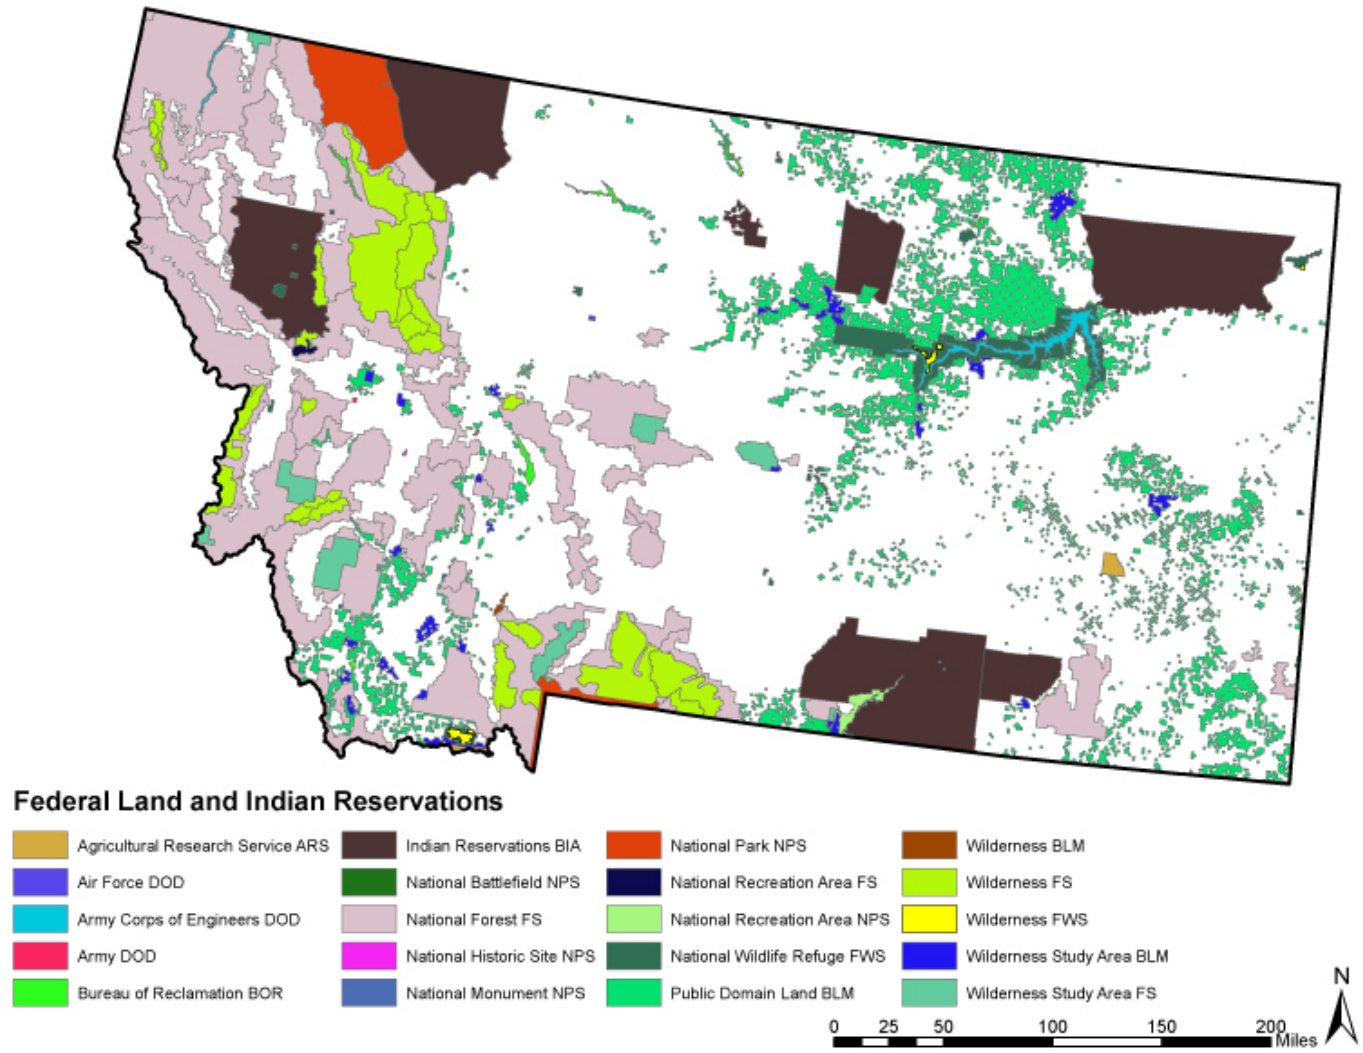 Federal Land and Indian Reservations
Agricultural Research Service ARS
Air Force DOD
Army Corps of Engineers DOD
Army DOD
Bureau of Reclamation BOR
Indian Reservations BIA
National Battlefield NPS
National Forest FS
National Historic Site NPS
National Monument NPS
National Park NPS
National Recreation Area FS
National Recreation Area NPS
National Wildlife Refuge FWS
Public Domain Land BLM
Wilderness BLM
Wilderness FS
Wilderness FWS
Wilderness Study Area BLM
Wilderness Study Area FS
N
0 25 50 100 150 200
Miles